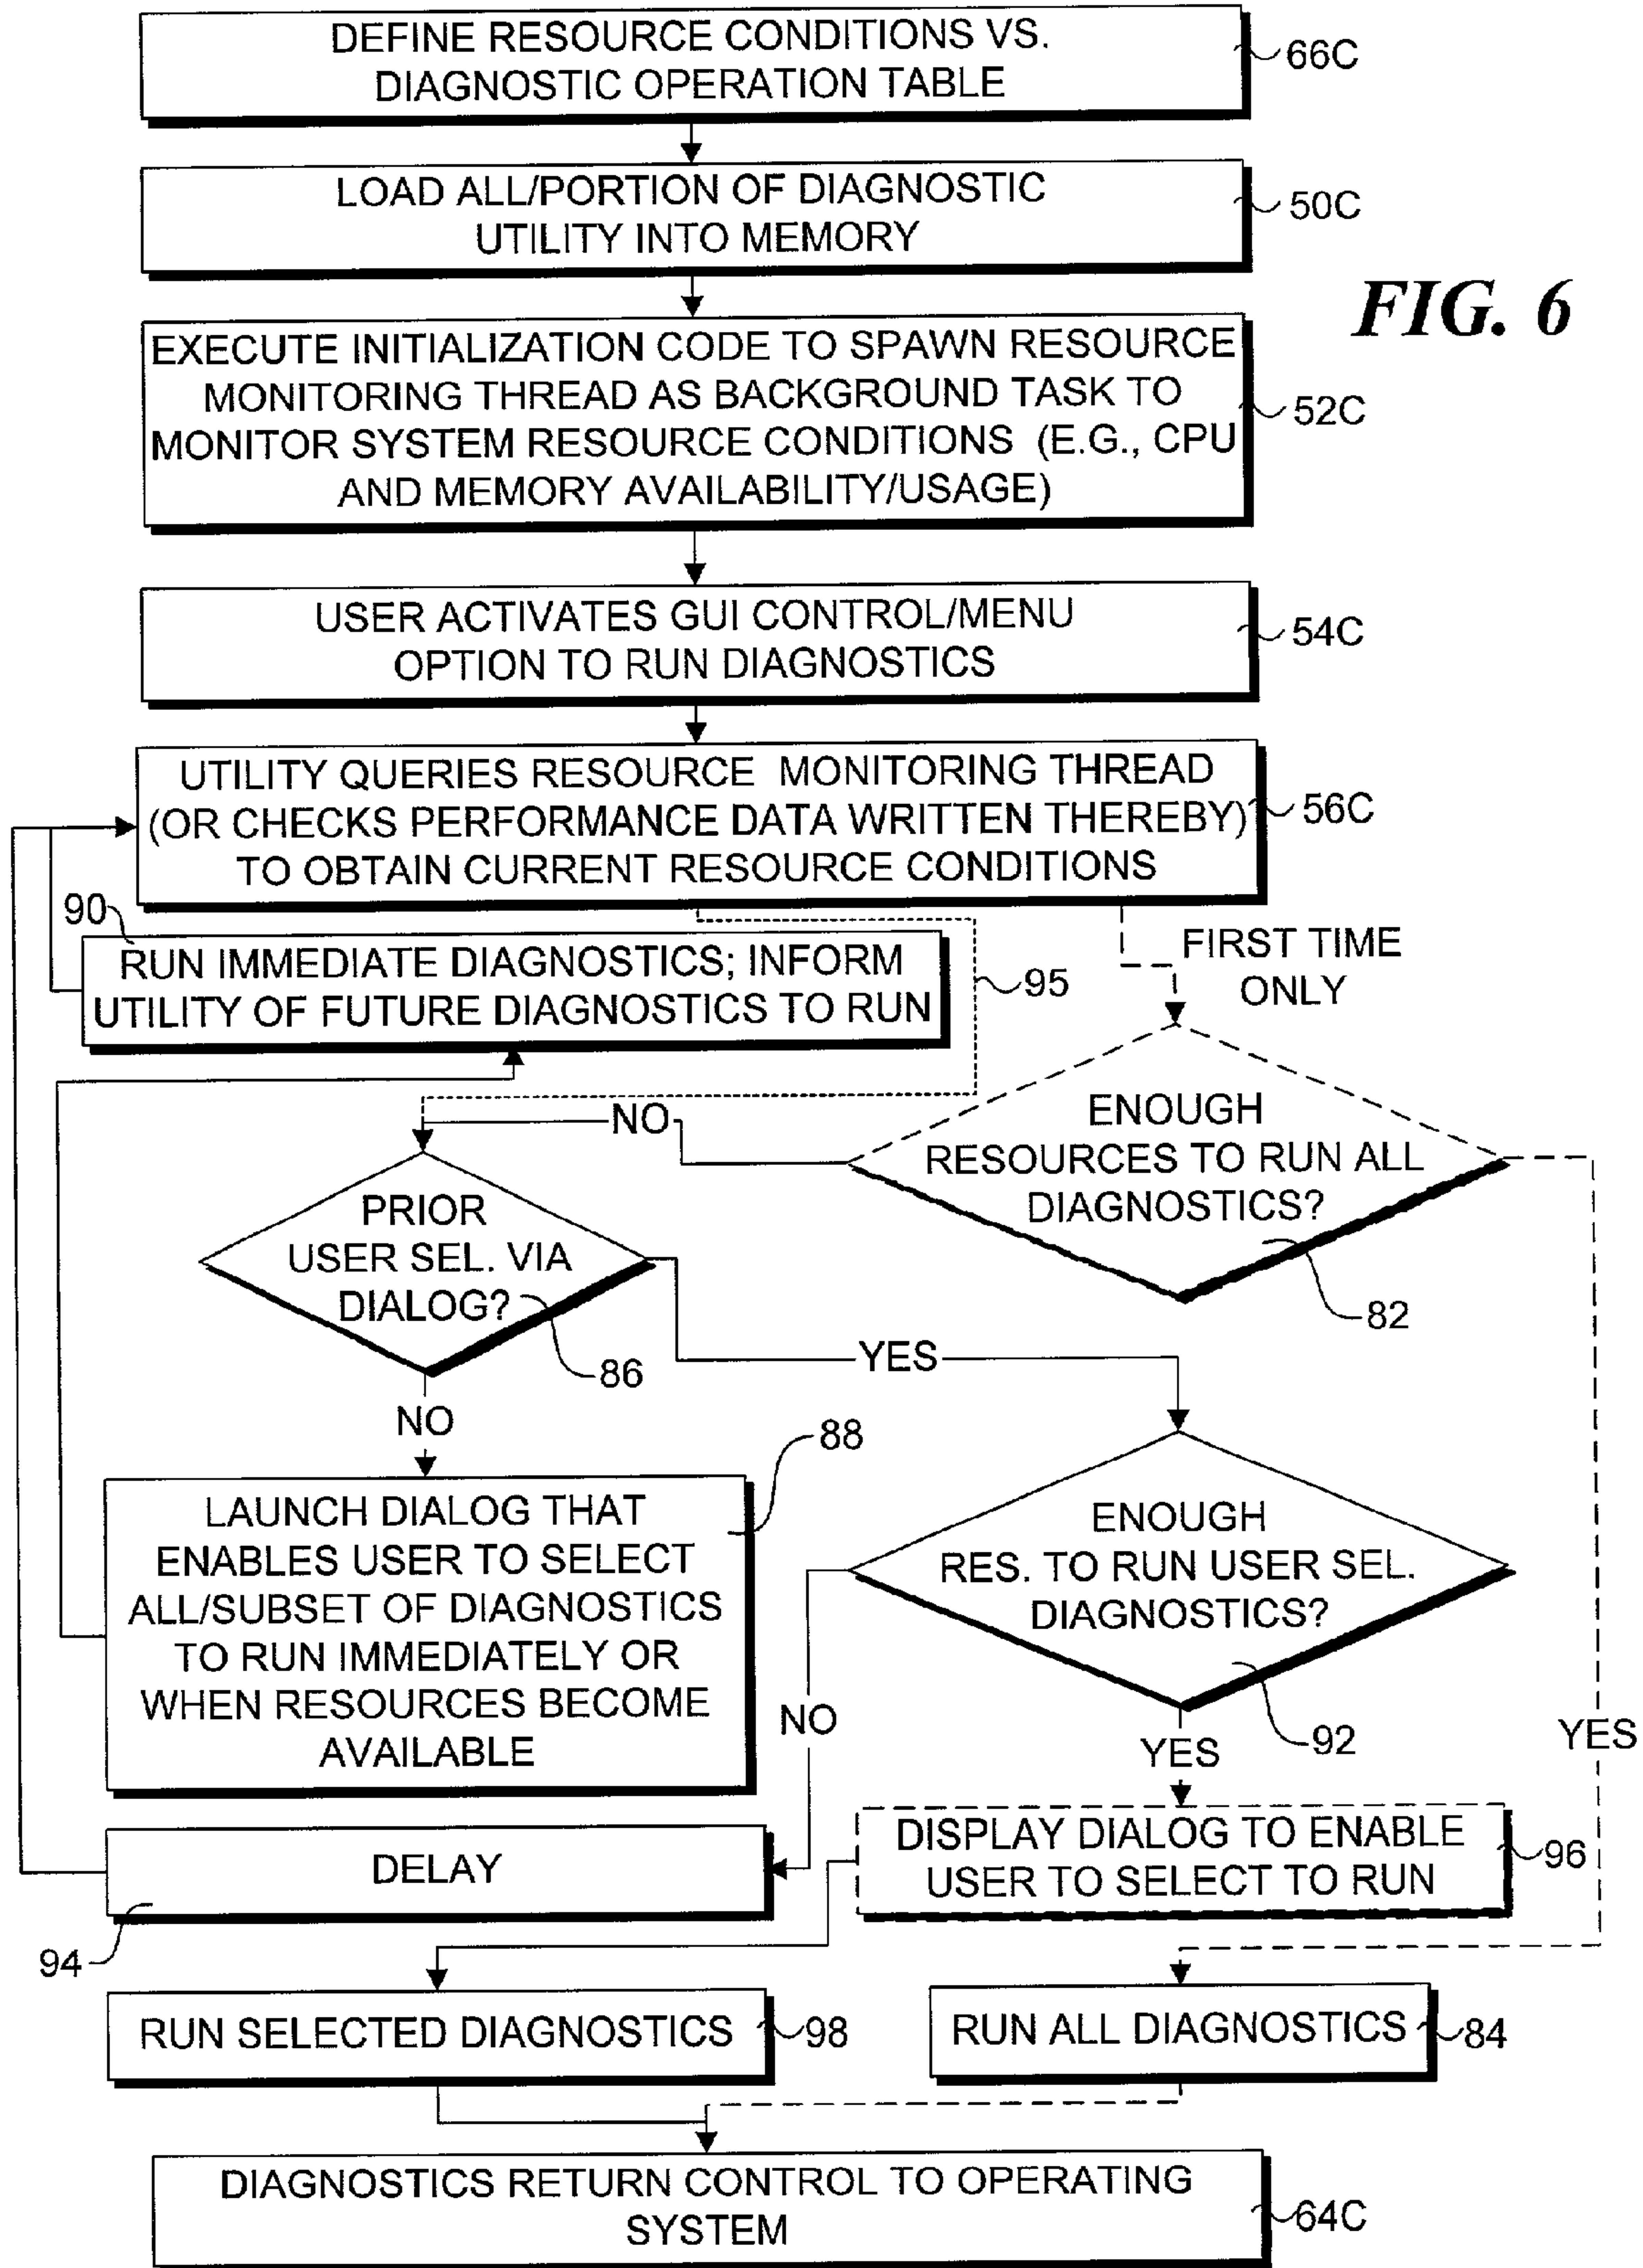 DEFINE RESOURCE CONDITIONS VS.
DIAGNOSTIC OPERATION TABLE
66C
LOAD ALL/PORTION OF DIAGNOSTIC
UTILITY INTO MEMORY
50C
FIG. 6
EXECUTE INITIALIZATION CODE TO SPAWN RESOURCE
MONITORING THREAD AS BACKGROUND TASK TO
MONITOR SYSTEM RESOURCE CONDITIONS (E.G., CPU
AND MEMORY AVAILABILITY/USAGE)
52C
USER ACTIVATES GUI CONTROL/MENU
OPTION TO RUN DIAGNOSTICS
54C
UTILITY QUERIES RESOURCE MONITORING THREAD
(OR CHECKS PERFORMANCE DATA WRITTEN THEREBY)
TO OBTAIN CURRENT RESOURCE CONDITIONS
56C
90
RUN IMMEDIATE DIAGNOSTICS; INFORM
UTILITY OF FUTURE DIAGNOSTICS TO RUN
95
FIRST TIME
ONLY
NO
ENOUGH
RESOURCES TO RUN ALL
DIAGNOSTICS?
82
PRIOR
USER SEL. VIA
DIALOG?
86
YES
NO
88
LAUNCH DIALOG THAT
ENABLES USER TO SELECT
ALL/SUBSET OF DIAGNOSTICS
TO RUN IMMEDIATELY OR
WHEN RESOURCES BECOME
AVAILABLE
ENOUGH
RES. TO RUN USER SEL.
DIAGNOSTICS?
92
NO
YES
YES
DISPLAY DIALOG TO ENABLE
USER TO SELECT TO RUN
96
DELAY
94
RUN SELECTED DIAGNOSTICS
98
RUN ALL DIAGNOSTICS
84
DIAGNOSTICS RETURN CONTROL TO OPERATING
SYSTEM
64C